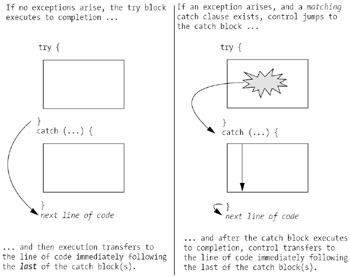 If no exceptions arise, the try block
executes to completion ...
try {
}
catch (...) {
}
next line of code
... and then execution transfers to
the line of code immediately following
the last of the catch block(s).
If an exception arises, and a matching
catch clause exists, control jumps to
the catch block ...
try {
}
catch (...) {
}
next line of code
... and after the catch block executes
to completion, control transfers to
the line of code immediately following
the last of the catch block(s).